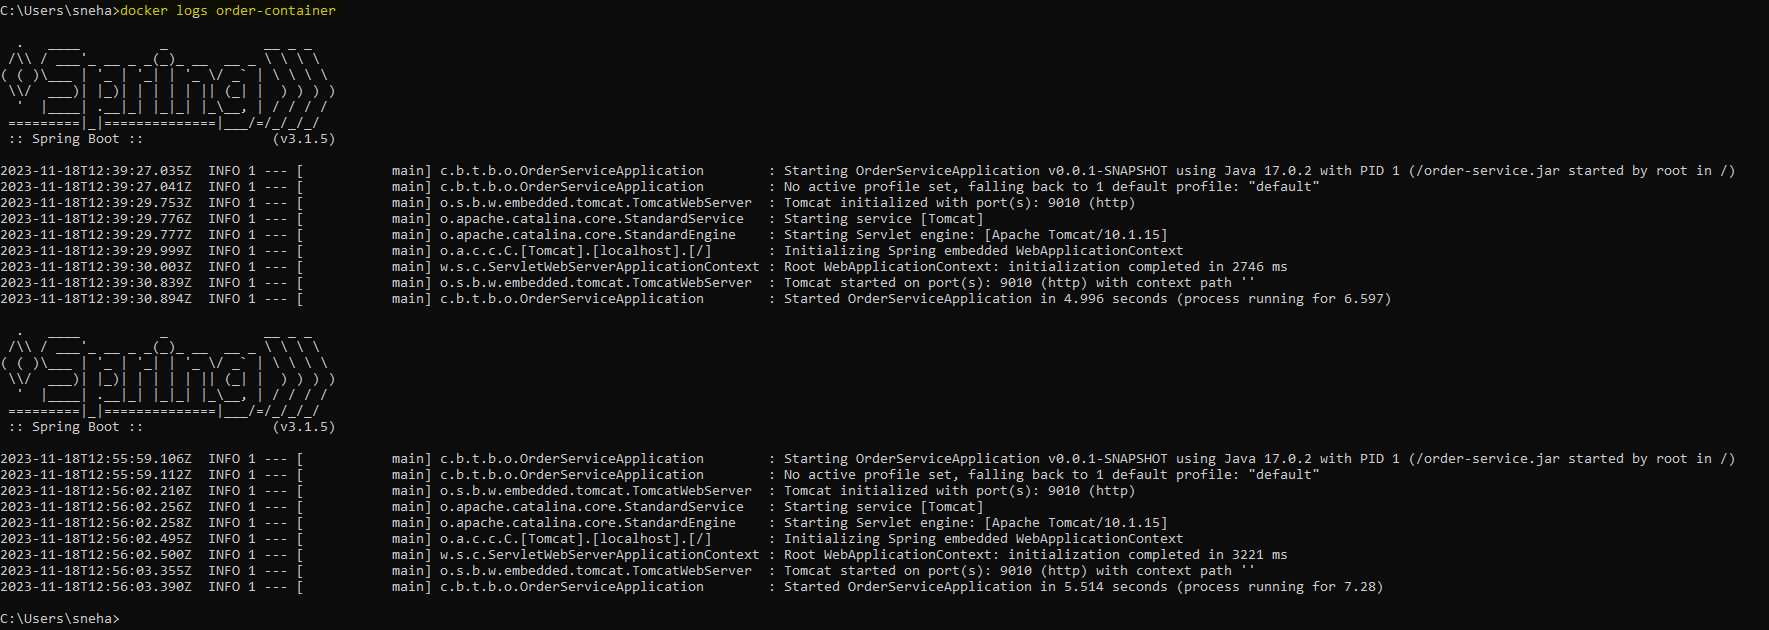 C:\Users\sneha>docker logs order-container
  .   ____          _            __ _ _
 /\\ / ___'_ __ _ _(_)_ __  __ _ \ \ \ \
( ( )\___ | '_ | '_| | '_ \/ _` | \ \ \ \
 \\/  ___)| |_)| | | | | || (_| |  ) ) ) )
  '  |____| .__|_| |_|_| |_\__, | / / / /
 =========|_|==============|___/=/_/_/_/
 :: Spring Boot ::                (v3.1.5)
2023-11-18T12:39:27.035Z  INFO 1 --- [           main] c.b.t.b.o.OrderServiceApplication        : Starting OrderServiceApplication v0.0.1-SNAPSHOT using Java 17.0.2 with PID 1 (/order-service.jar started by root in /)
2023-11-18T12:39:27.041Z  INFO 1 --- [           main] c.b.t.b.o.OrderServiceApplication        : No active profile set, falling back to 1 default profile: "default"
2023-11-18T12:39:29.753Z  INFO 1 --- [           main] o.s.b.w.embedded.tomcat.TomcatWebServer  : Tomcat initialized with port(s): 9010 (http)
2023-11-18T12:39:29.776Z  INFO 1 --- [           main] o.apache.catalina.core.StandardService   : Starting service [Tomcat]
2023-11-18T12:39:29.777Z  INFO 1 --- [           main] o.apache.catalina.core.StandardEngine    : Starting Servlet engine: [Apache Tomcat/10.1.15]
2023-11-18T12:39:29.999Z  INFO 1 --- [           main] o.a.c.c.C.[Tomcat].[localhost].[/]       : Initializing Spring embedded WebApplicationContext
2023-11-18T12:39:30.003Z  INFO 1 --- [           main] w.s.c.ServletWebServerApplicationContext : Root WebApplicationContext: initialization completed in 2746 ms
2023-11-18T12:39:30.839Z  INFO 1 --- [           main] o.s.b.w.embedded.tomcat.TomcatWebServer  : Tomcat started on port(s): 9010 (http) with context path ''
2023-11-18T12:39:30.894Z  INFO 1 --- [           main] c.b.t.b.o.OrderServiceApplication        : Started OrderServiceApplication in 4.996 seconds (process running for 6.597)
  .   ____          _            __ _ _
 /\\ / ___'_ __ _ _(_)_ __  __ _ \ \ \ \
( ( )\___ | '_ | '_| | '_ \/ _` | \ \ \ \
 \\/  ___)| |_)| | | | | || (_| |  ) ) ) )
  '  |____| .__|_| |_|_| |_\__, | / / / /
 =========|_|==============|___/=/_/_/_/
 :: Spring Boot ::                (v3.1.5)
2023-11-18T12:55:59.106Z  INFO 1 --- [           main] c.b.t.b.o.OrderServiceApplication        : Starting OrderServiceApplication v0.0.1-SNAPSHOT using Java 17.0.2 with PID 1 (/order-service.jar started by root in /)
2023-11-18T12:55:59.112Z  INFO 1 --- [           main] c.b.t.b.o.OrderServiceApplication        : No active profile set, falling back to 1 default profile: "default"
2023-11-18T12:56:02.210Z  INFO 1 --- [           main] o.s.b.w.embedded.tomcat.TomcatWebServer  : Tomcat initialized with port(s): 9010 (http)
2023-11-18T12:56:02.256Z  INFO 1 --- [           main] o.apache.catalina.core.StandardService   : Starting service [Tomcat]
2023-11-18T12:56:02.258Z  INFO 1 --- [           main] o.apache.catalina.core.StandardEngine    : Starting Servlet engine: [Apache Tomcat/10.1.15]
2023-11-18T12:56:02.495Z  INFO 1 --- [           main] o.a.c.c.C.[Tomcat].[localhost].[/]       : Initializing Spring embedded WebApplicationContext
2023-11-18T12:56:02.500Z  INFO 1 --- [           main] w.s.c.ServletWebServerApplicationContext : Root WebApplicationContext: initialization completed in 3221 ms
2023-11-18T12:56:03.355Z  INFO 1 --- [           main] o.s.b.w.embedded.tomcat.TomcatWebServer  : Tomcat started on port(s): 9010 (http) with context path ''
2023-11-18T12:56:03.390Z  INFO 1 --- [           main] c.b.t.b.o.OrderServiceApplication        : Started OrderServiceApplication in 5.514 seconds (process running for 7.28)
C:\Users\sneha>